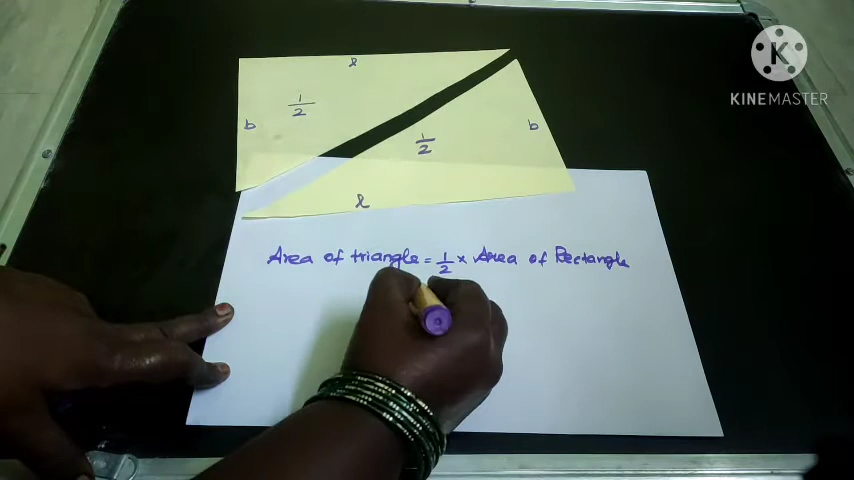 l
1/2
b
1/2
b
l
Area of triangle = 1/2 x Area of Rectangle
K
KINEMASTER